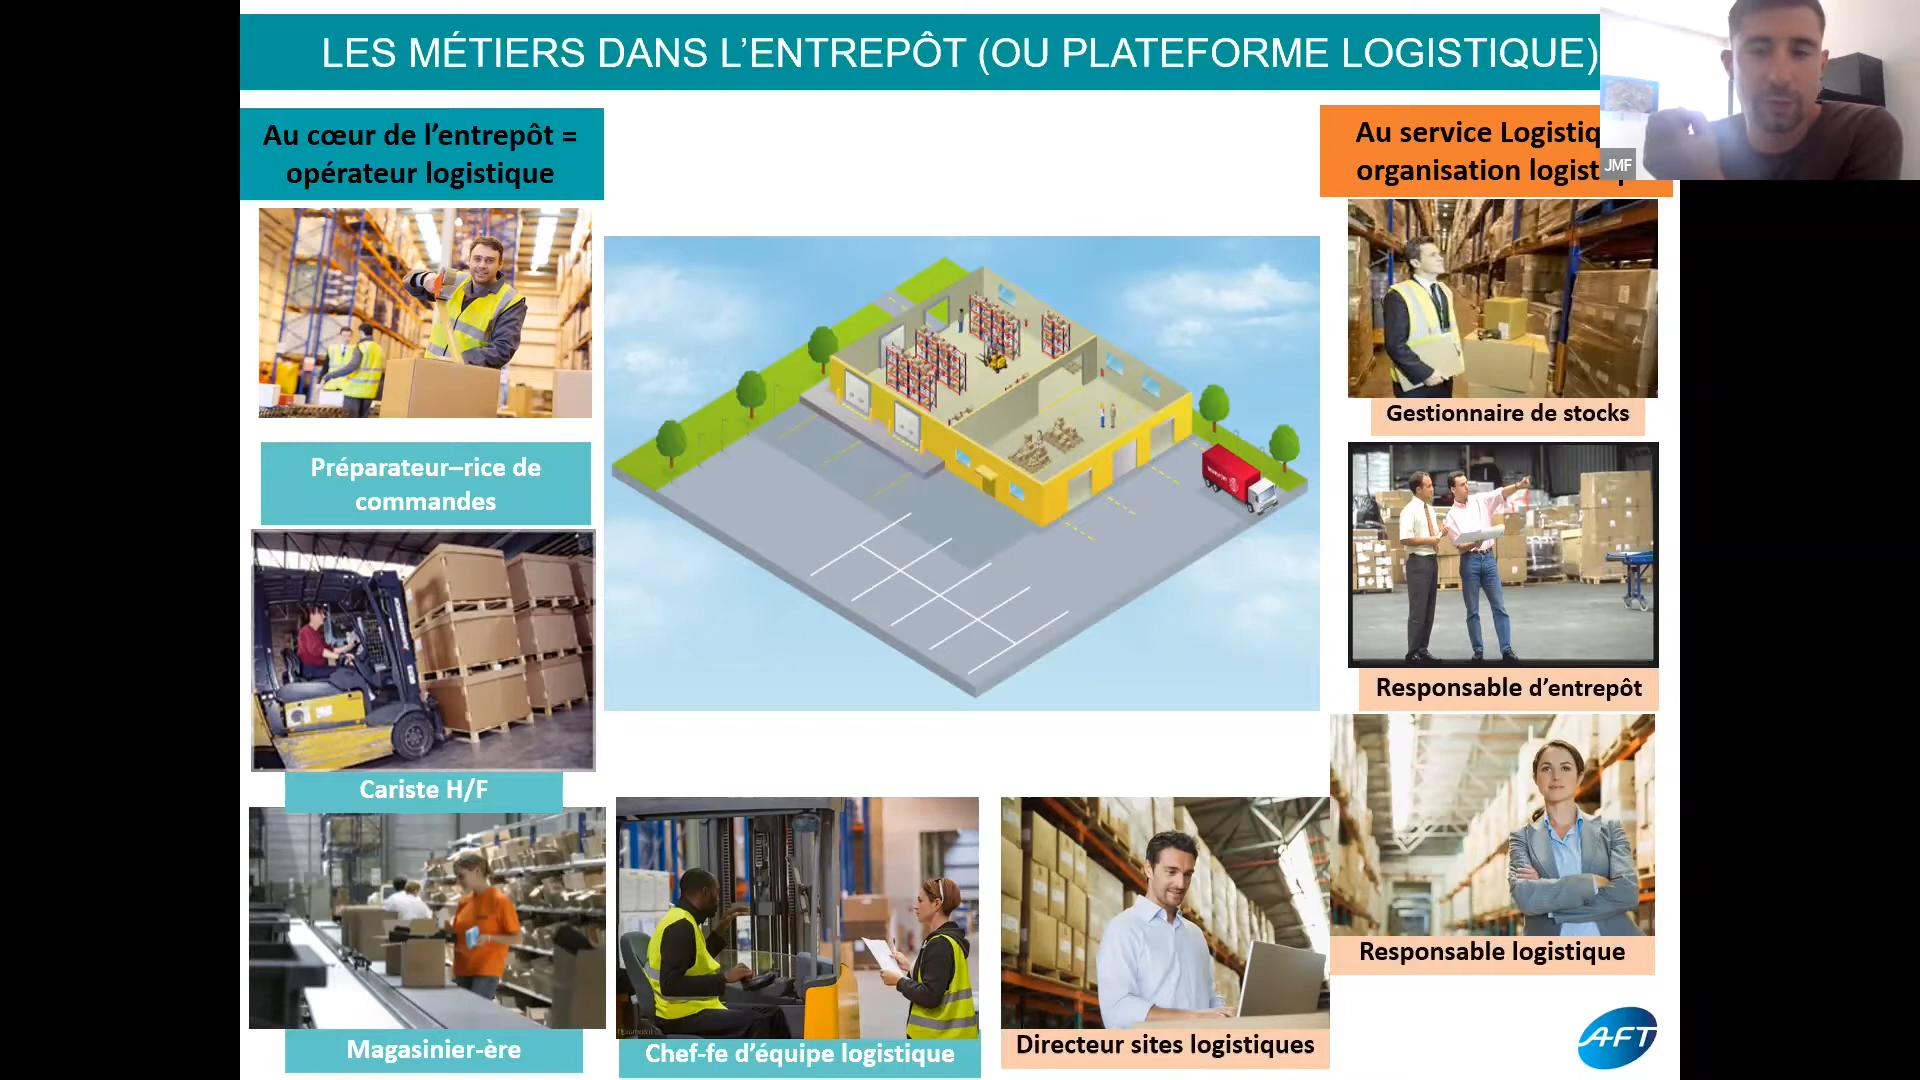 LES MÉTIERS DANS L’ENTREPÔT (OU PLATEFORME LOGISTIQUE)
Au cœur de l’entrepôt =
opérateur logistique
Au service
organisation
JMF
Gestionnaire de stocks
Préparateur–rice de
commandes
Responsable d’entrepôt
Cariste H/F
Responsable logistique
Magasinier-ère
Chef-fe d’équipe logistique
Directeur sites logistiques
AFT